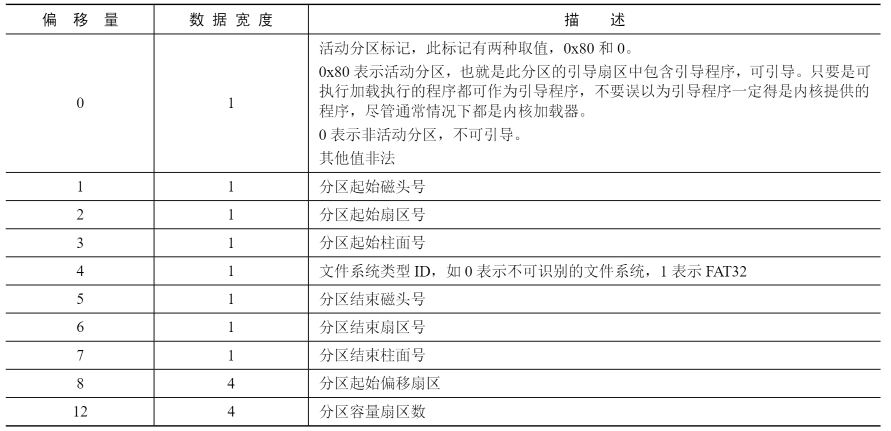 偏 移 量 数 据 宽 度 描 述
0 1 活动分区标记，此标记有两种取值，0x80 和 0。
0x80 表示活动分区，也就是此分区的引导扇区中包含引导程序，可引导。只要是可
执行加载执行的程序都可作为引导程序，不要误以为引导程序一定得是内核提供的
程序，尽管通常情况下都是内核加载器。
0 表示非活动分区，不可引导。
其他值非法
1 1 分区起始磁头号
2 1 分区起始扇区号
3 1 分区起始柱面号
4 1 文件系统类型 ID，如 0 表示不可识别的文件系统，1 表示 FAT32
5 1 分区结束磁头号
6 1 分区结束扇区号
7 1 分区结束柱面号
8 4 分区起始偏移扇区
12 4 分区容量扇区数